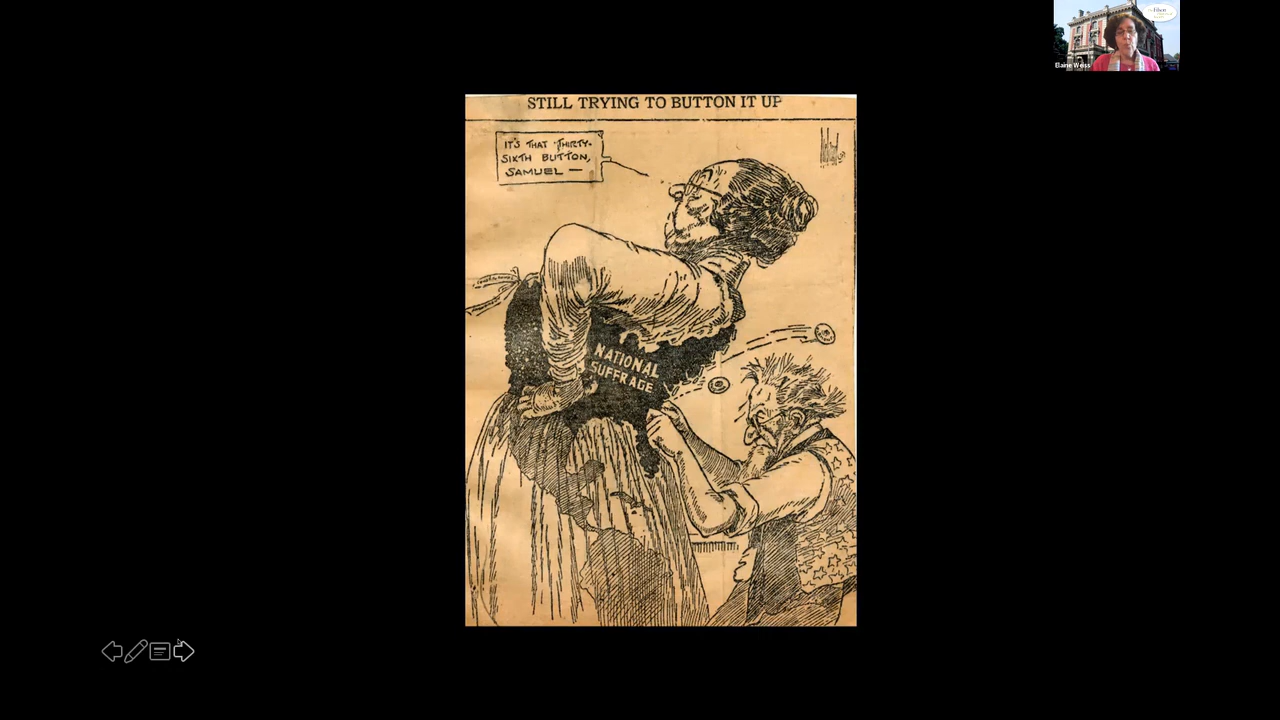 STILL TRYING TO BUTTON IT UP
IT'S THAT THIRTY-
SIXTH BUTTON,
SAMUEL —
NATIONAL
SUFFRAGE
Elaine Weiss